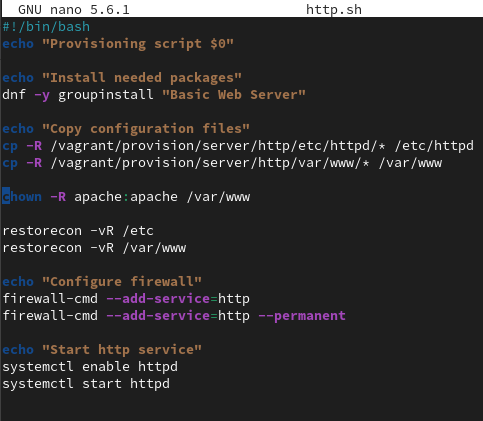 GNU nano 5.6.1 http.sh
#!/bin/bash
echo "Provisioning script $0"
echo "Install needed packages"
dnf -y groupinstall "Basic Web Server"
echo "Copy configuration files"
cp -R /vagrant/provision/server/http/etc/httpd/* /etc/httpd
cp -R /vagrant/provision/server/http/var/www/* /var/www
chown -R apache:apache /var/www
restorecon -vR /etc
restorecon -vR /var/www
echo "Configure firewall"
firewall-cmd --add-service=http
firewall-cmd --add-service=http --permanent
echo "Start http service"
systemctl enable httpd
systemctl start httpd